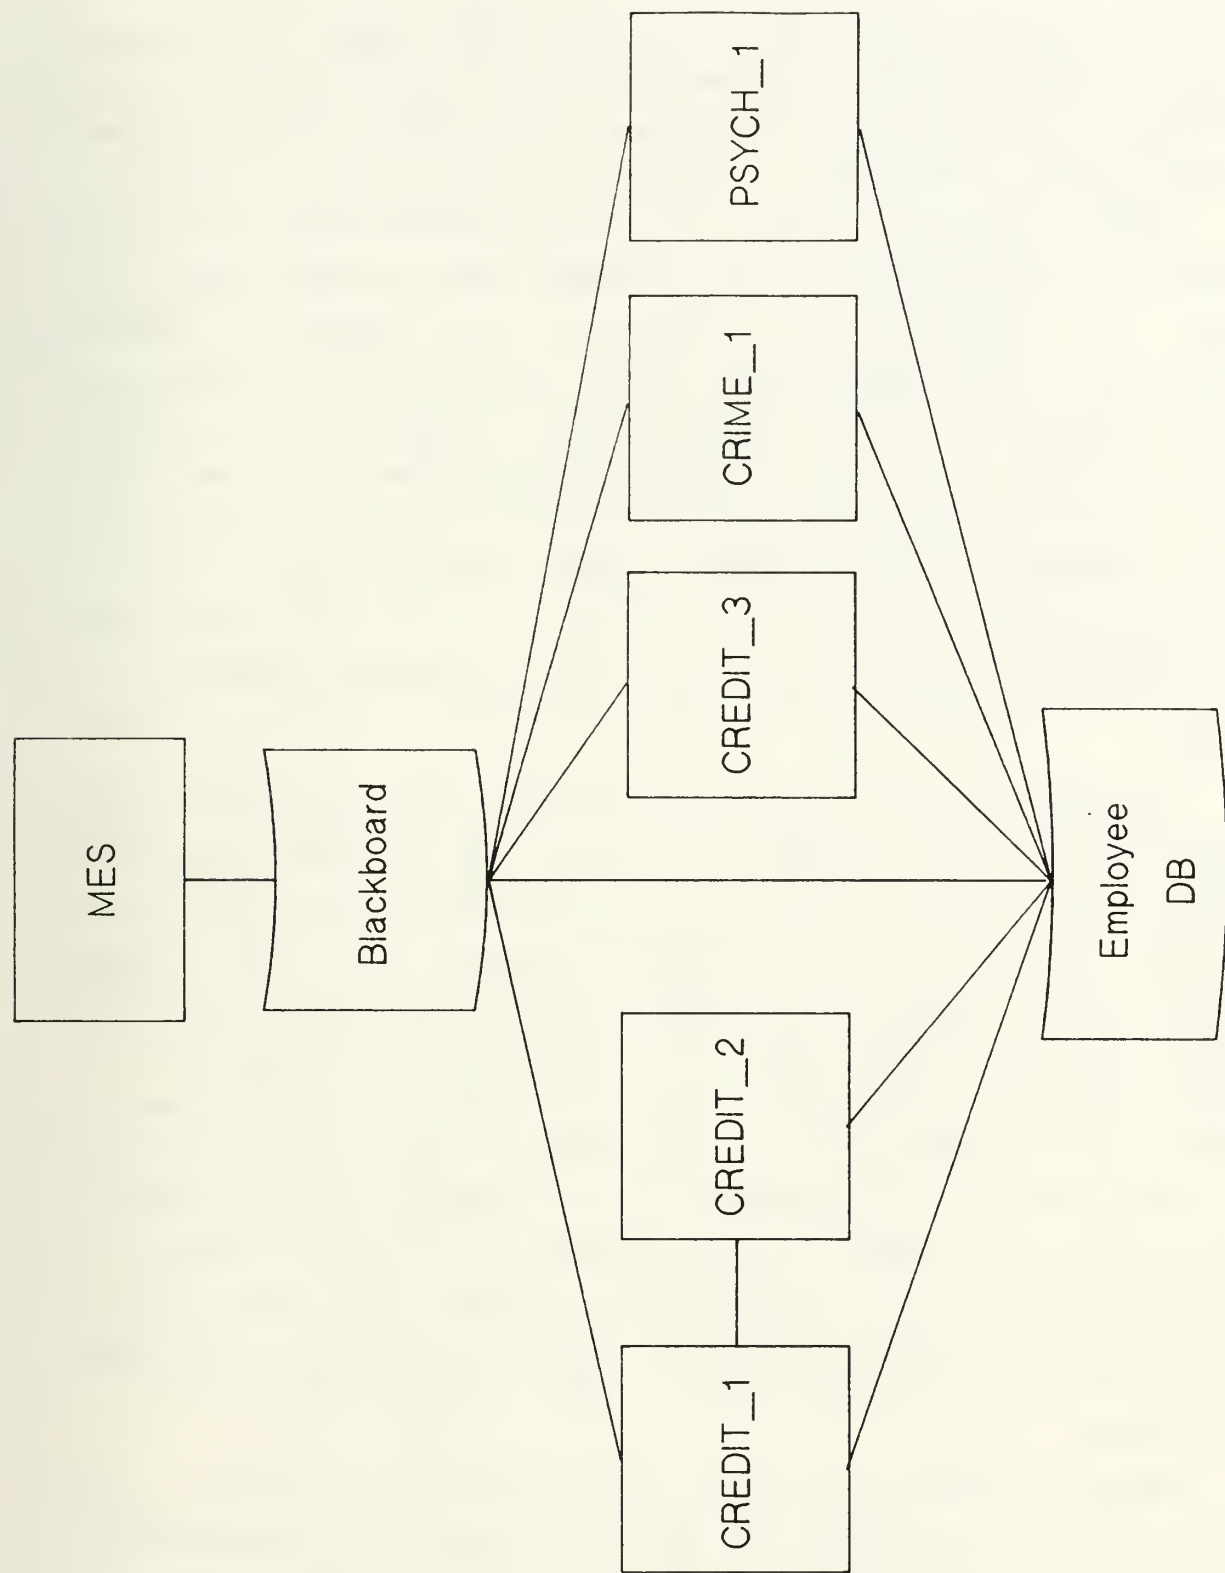 MES
Blackboard
CREDIT_1
CREDIT_2
CREDIT_3
CRIME_1
PSYCH_1
Employee
DB